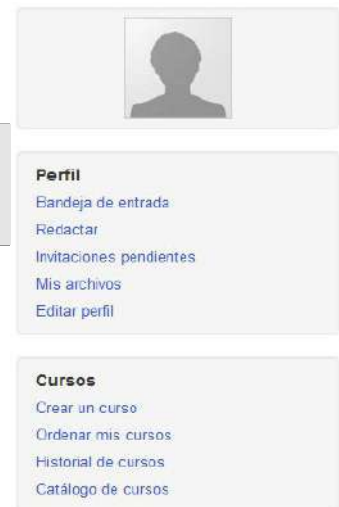 Perfil
Bandeja de entrada
Redactar
Invitaciones pendientes
Mis archivos
Editar perfil
Cursos
Crear un curso
Ordenar mis cursos
Historial de cursos
Catálogo de cursos